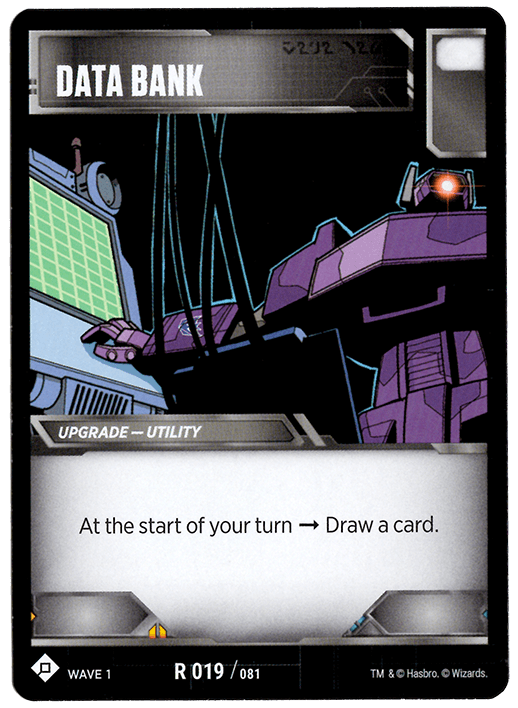 DATA BANK
UPGRADE — UTILITY
At the start of your turn → Draw a card.
WAVE 1
R 019 / 081
TM & © Hasbro. © Wizards.